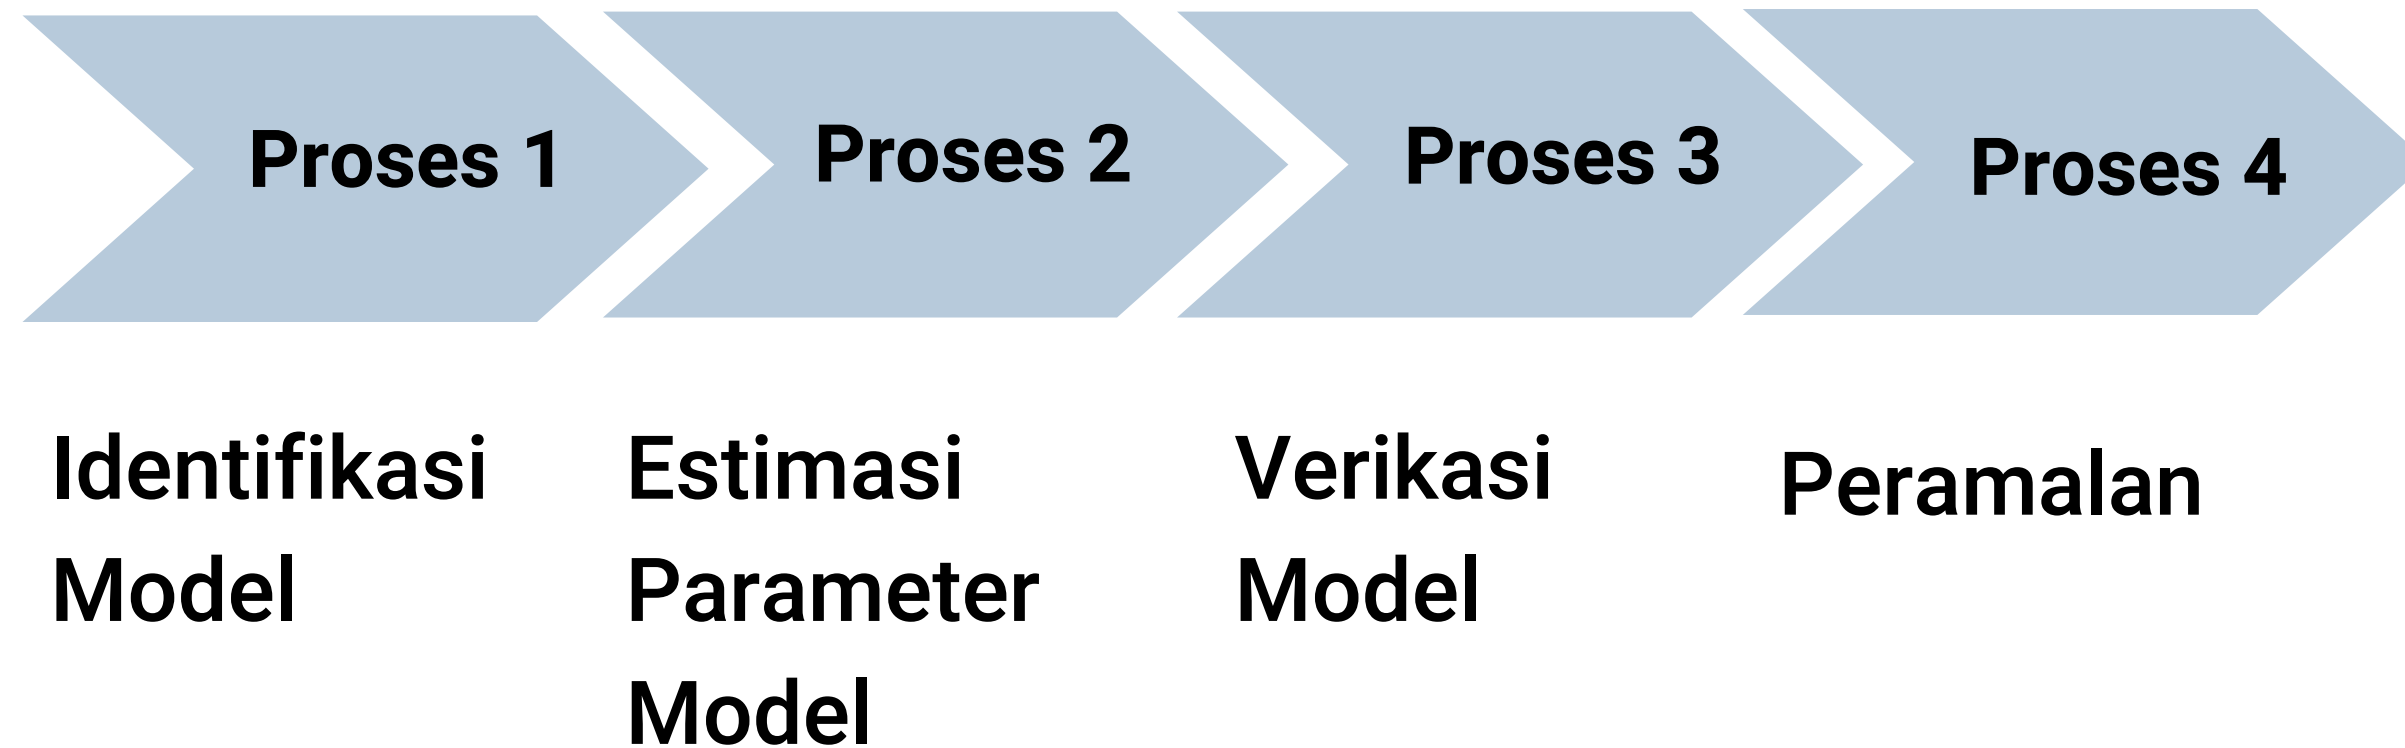 Proses 1
Proses 2
Proses 3
Proses 4
Identifikasi
Model
Estimasi
Parameter
Model
Verikasi
Model
Peramalan